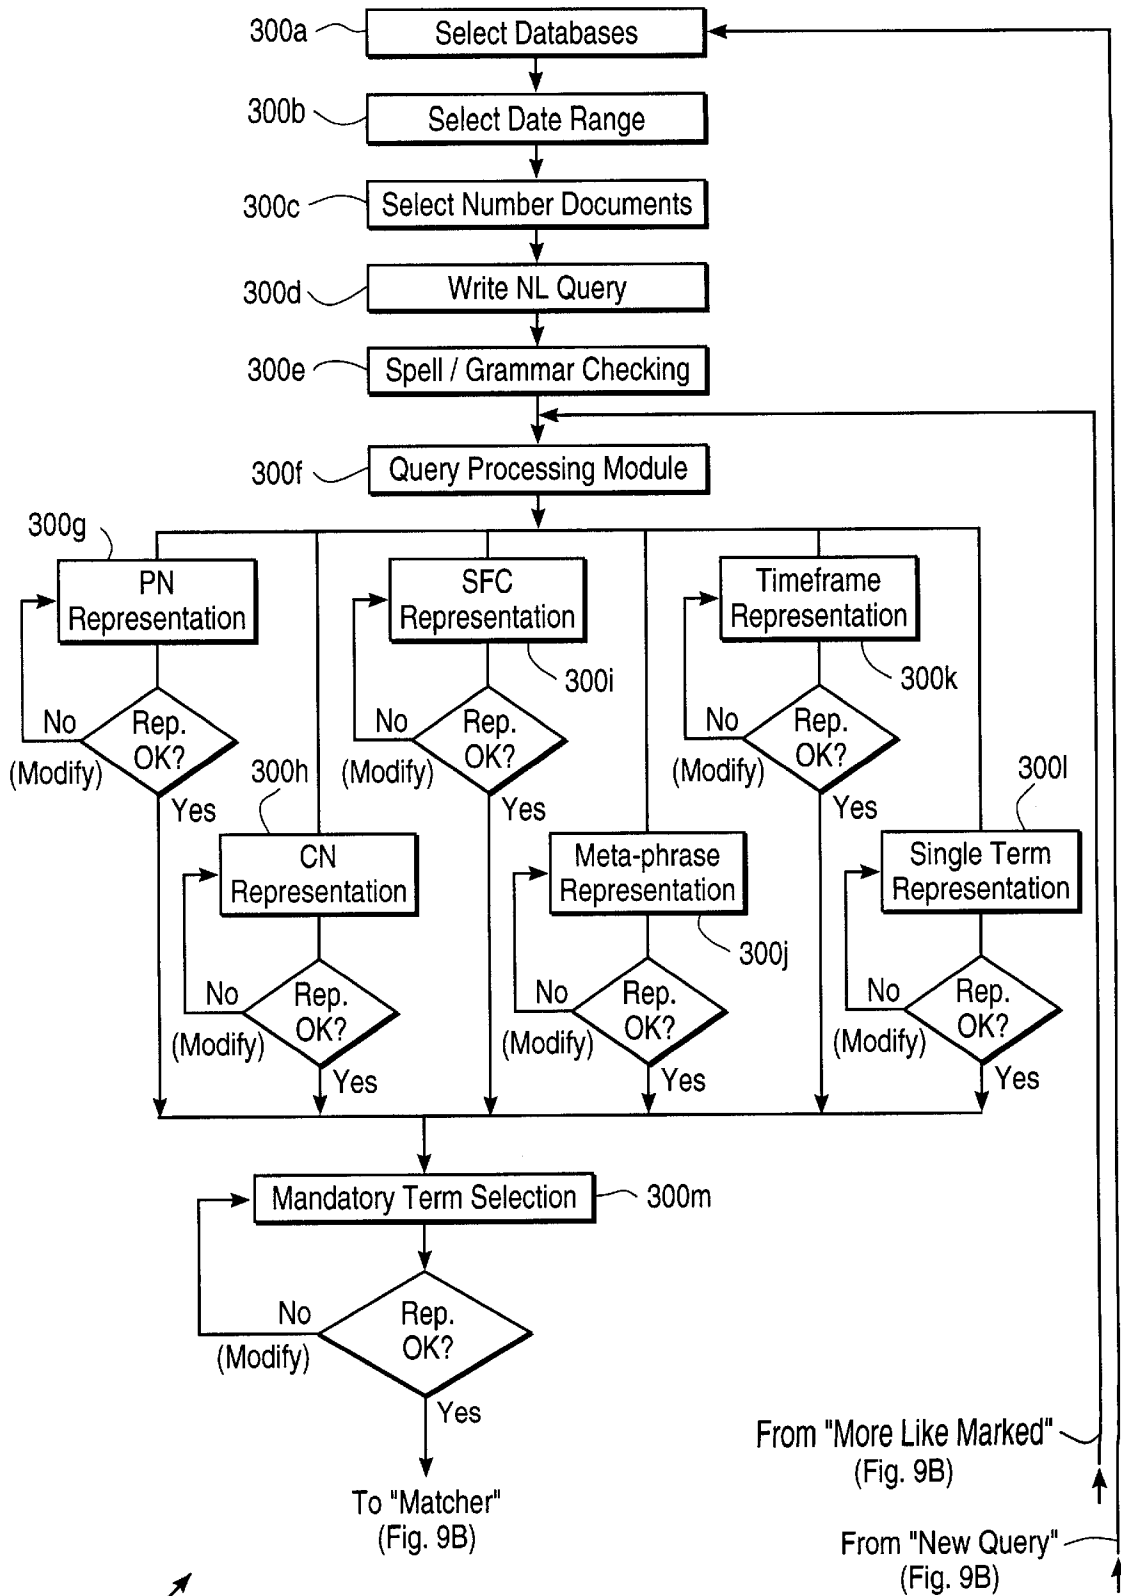 300a
Select Databases
300b
Select Date Range
300c
Select Number Documents
300d
Write NL Query
300e
Spell / Grammar Checking
300f
Query Processing Module
300g
PN
Representation
SFC
Representation
300i
Timeframe
Representation
300k
No
(Modify)
Rep.
OK?
Yes
No
(Modify)
Rep.
OK?
Yes
No
(Modify)
Rep.
OK?
Yes
300h
CN
Representation
Meta-phrase
Representation
300j
300l
Single Term
Representation
No
(Modify)
Rep.
OK?
Yes
No
(Modify)
Rep.
OK?
Yes
No
(Modify)
Rep.
OK?
Yes
Mandatory Term Selection
300m
No
(Modify)
Rep.
OK?
Yes
To "Matcher"
(Fig. 9B)
From "More Like Marked"
(Fig. 9B)
From "New Query"
(Fig. 9B)